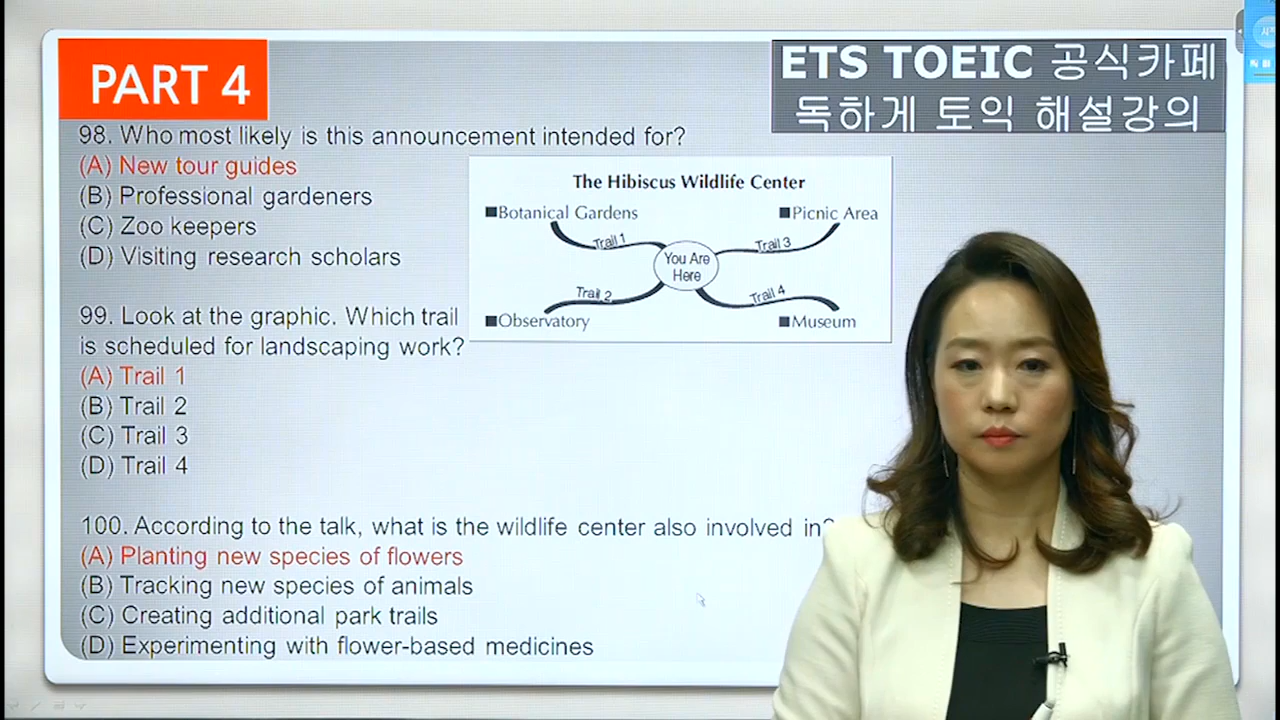 PART 4
ETS TOEIC 공식카페
독하게 토익 해설강의
98. Who most likely is this announcement intended for?
(A) New tour guides
(B) Professional gardeners
(C) Zoo keepers
(D) Visiting research scholars
The Hibiscus Wildlife Center
Botanical Gardens
Picnic Area
Trail 1
Trail 3
You Are
Here
Trail 2
Trail 4
Observatory
Museum
99. Look at the graphic. Which trail
is scheduled for landscaping work?
(A) Trail 1
(B) Trail 2
(C) Trail 3
(D) Trail 4
100. According to the talk, what is the wildlife center also involved in?
(A) Planting new species of flowers
(B) Tracking new species of animals
(C) Creating additional park trails
(D) Experimenting with flower-based medicines